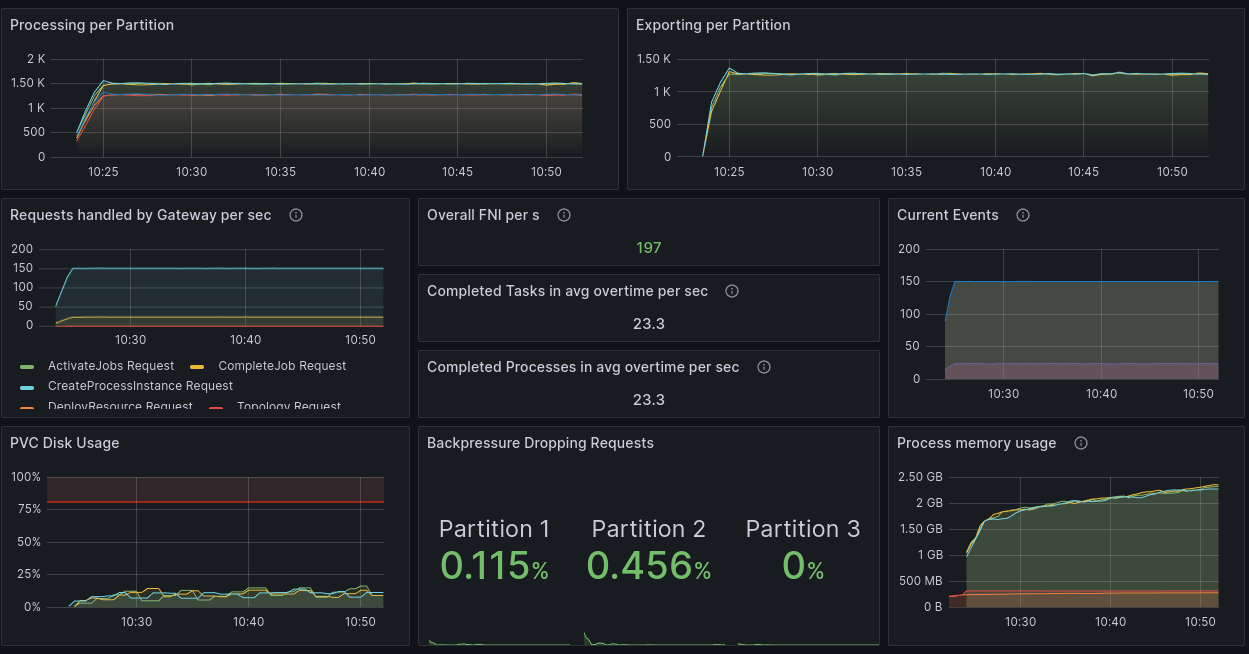 Processing per Partition
2 K
1.50 K
1 K
500
0
10:25 10:30 10:35 10:40 10:45 10:50
Exporting per Partition
1.50 K
1 K
500
0
10:25 10:30 10:35 10:40 10:45 10:50
Requests handled by Gateway per sec
200
150
100
50
0
10:30 10:40 10:50
ActivateJobs Request CompleteJob Request
CreateProcessInstance Request
DeployResource Request Topology Request
Overall FNI per s
197
Completed Tasks in avg overtime per sec
23.3
Completed Processes in avg overtime per sec
23.3
Current Events
200
150
100
50
0
10:30 10:40 10:50
PVC Disk Usage
100%
75%
50%
25%
0%
10:30 10:40 10:50
Backpressure Dropping Requests
Partition 1 Partition 2 Partition 3
0.115% 0.456% 0%
Process memory usage
2.50 GB
2 GB
1.50 GB
1 GB
500 MB
0 B
10:30 10:40 10:50